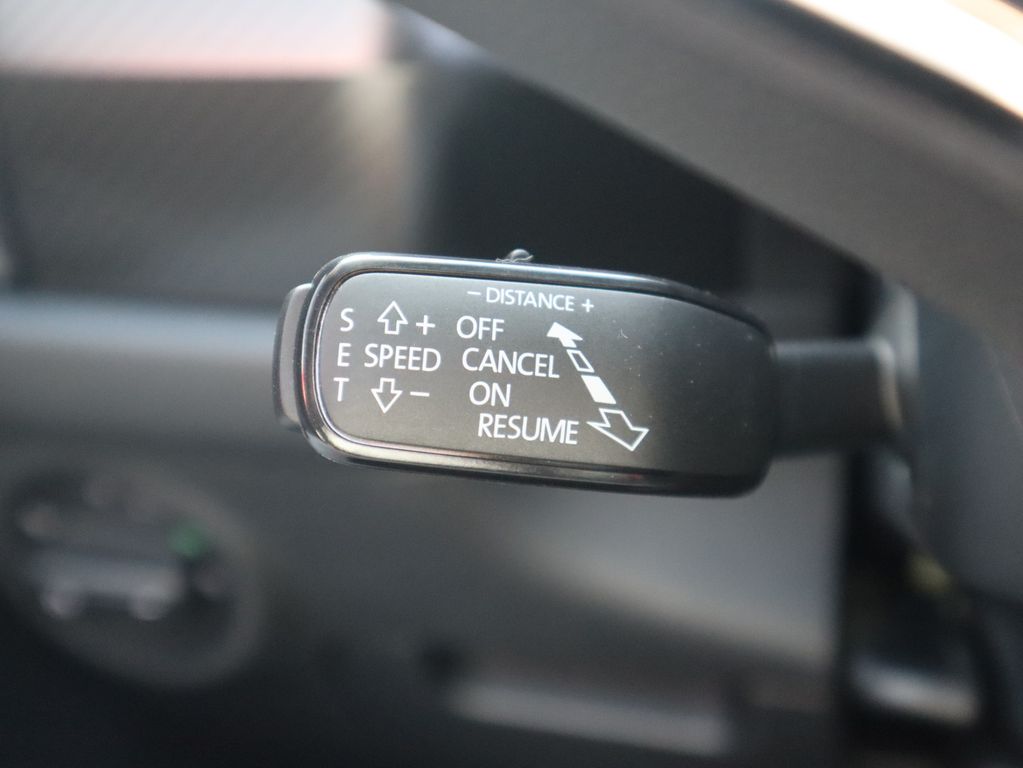 − DISTANCE +
S + OFF
E SPEED CANCEL
T − ON
RESUME